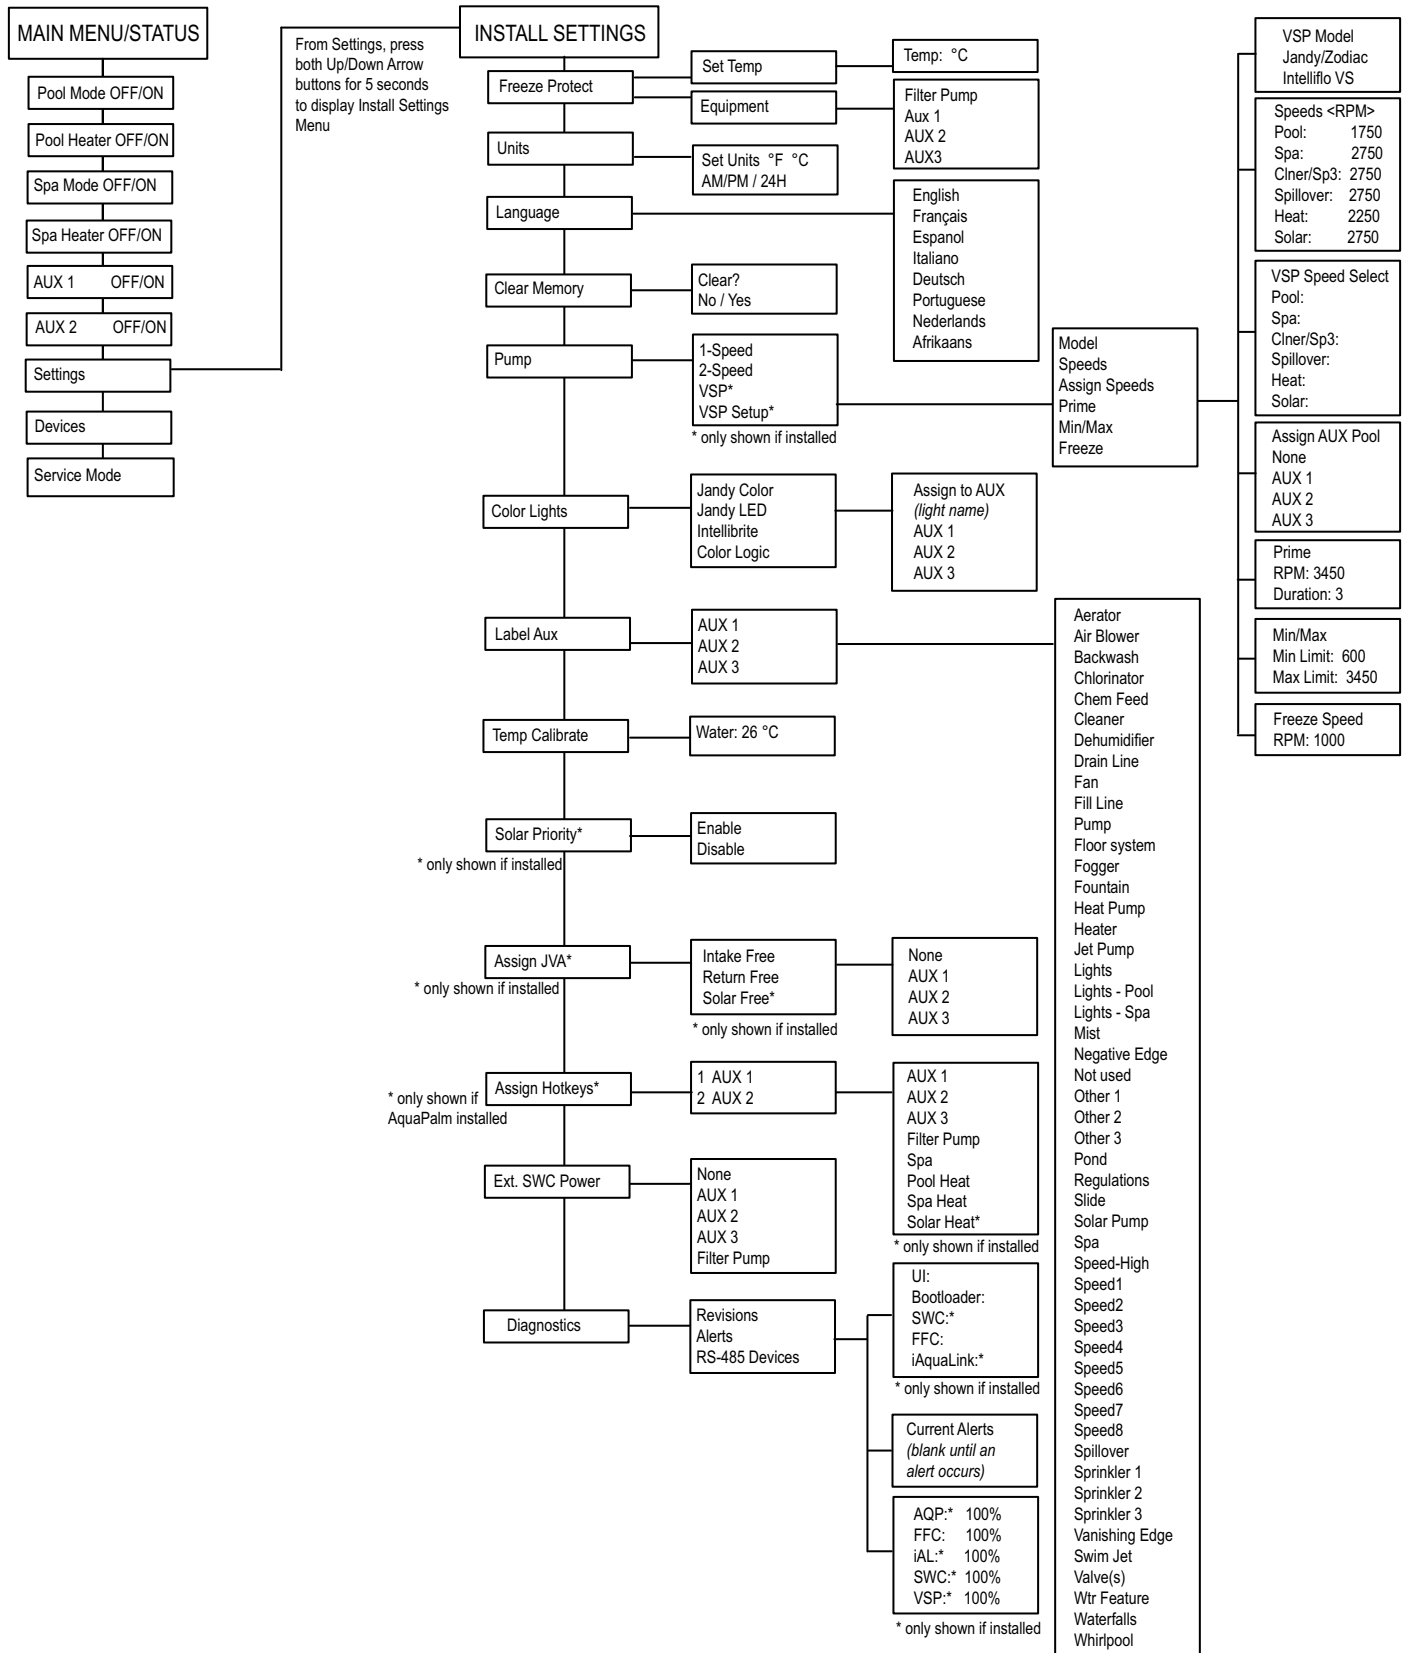 MAIN MENU/STATUS
Pool Mode OFF/ON
Pool Heater OFF/ON
Spa Mode OFF/ON
Spa Heater OFF/ON
AUX 1 OFF/ON
AUX 2 OFF/ON
Settings
Devices
Service Mode
From Settings, press
both Up/Down Arrow
buttons for 5 seconds
to display Install Settings
Menu
INSTALL SETTINGS
Freeze Protect
Set Temp
Temp: °C
Equipment
Filter Pump
Aux 1
AUX 2
AUX3
Units
Set Units °F °C
AM/PM / 24H
Language
English
Français
Espanol
Italiano
Deutsch
Portuguese
Nederlands
Afrikaans
Clear Memory
Clear?
No / Yes
Pump
1-Speed
2-Speed
VSP*
VSP Setup*
* only shown if installed
Model
Speeds
Assign Speeds
Prime
Min/Max
Freeze
VSP Model
Jandy/Zodiac
Intelliflo VS
Speeds <RPM>
Pool: 1750
Spa: 2750
Clner/Sp3: 2750
Spillover: 2750
Heat: 2250
Solar: 2750
VSP Speed Select
Pool:
Spa:
Clner/Sp3:
Spillover:
Heat:
Solar:
Assign AUX Pool
None
AUX 1
AUX 2
AUX 3
Prime
RPM: 3450
Duration: 3
Min/Max
Min Limit: 600
Max Limit: 3450
Freeze Speed
RPM: 1000
Color Lights
Jandy Color
Jandy LED
Intellibrite
Color Logic
Assign to AUX
(light name)
AUX 1
AUX 2
AUX 3
Label Aux
AUX 1
AUX 2
AUX 3
Aerator
Air Blower
Backwash
Chlorinator
Chem Feed
Cleaner
Dehumidifier
Drain Line
Fan
Fill Line
Pump
Floor system
Fogger
Fountain
Heat Pump
Heater
Jet Pump
Lights
Lights - Pool
Lights - Spa
Mist
Negative Edge
Not used
Other 1
Other 2
Other 3
Pond
Regulations
Slide
Solar Pump
Spa
Speed-High
Speed1
Speed2
Speed3
Speed4
Speed5
Speed6
Speed7
Speed8
Spillover
Sprinkler 1
Sprinkler 2
Sprinkler 3
Vanishing Edge
Swim Jet
Valve(s)
Wtr Feature
Waterfalls
Whirlpool
Temp Calibrate
Water: 26 °C
Solar Priority*
* only shown if installed
Enable
Disable
Assign JVA*
* only shown if installed
Intake Free
Return Free
Solar Free*
* only shown if installed
None
AUX 1
AUX 2
AUX 3
Assign Hotkeys*
* only shown if
AquaPalm installed
1 AUX 1
2 AUX 2
AUX 1
AUX 2
AUX 3
Filter Pump
Spa
Pool Heat
Spa Heat
Solar Heat*
* only shown if installed
Ext. SWC Power
None
AUX 1
AUX 2
AUX 3
Filter Pump
Diagnostics
Revisions
Alerts
RS-485 Devices
UI:
Bootloader:
SWC:*
FFC:
iAquaLink:*
* only shown if installed
Current Alerts
(blank until an
alert occurs)
AQP:* 100%
FFC: 100%
iAL:* 100%
SWC:* 100%
VSP:* 100%
* only shown if installed